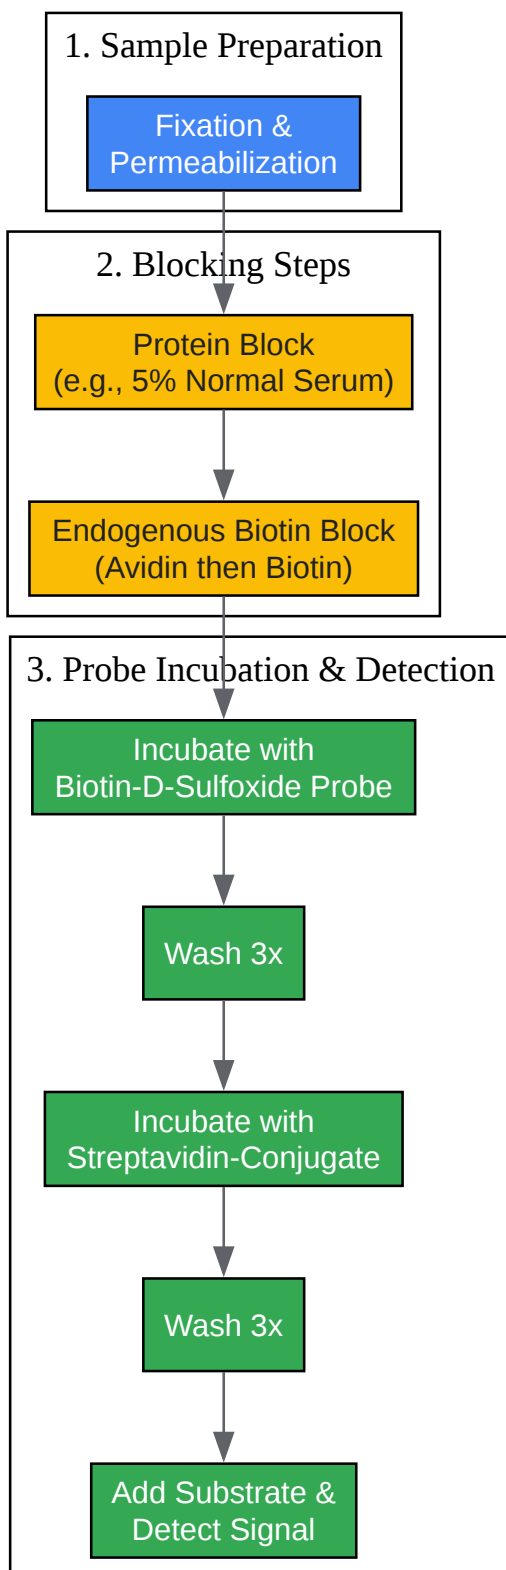 1. Sample Preparation
Fixation &
Permeabilization
2. Blocking Steps
Protein Block
(e.g., 5% Normal Serum)
Endogenous Biotin Block
(Avidin then Biotin)
3. Probe Incubation & Detection
Incubate with
Biotin-D-Sulfoxide Probe
Wash 3x
Incubate with
Streptavidin-Conjugate
Wash 3x
Add Substrate &
Detect Signal